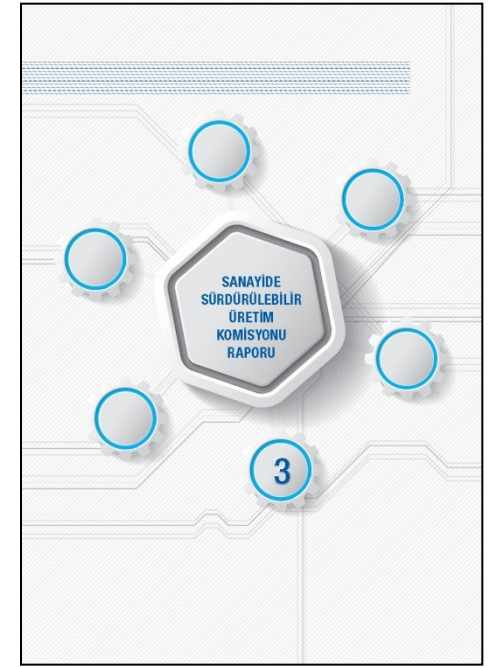 SANAYİDE
SÜRDÜRÜLEBİLİR
ÜRETİM
KOMİSYONU
RAPORU
3